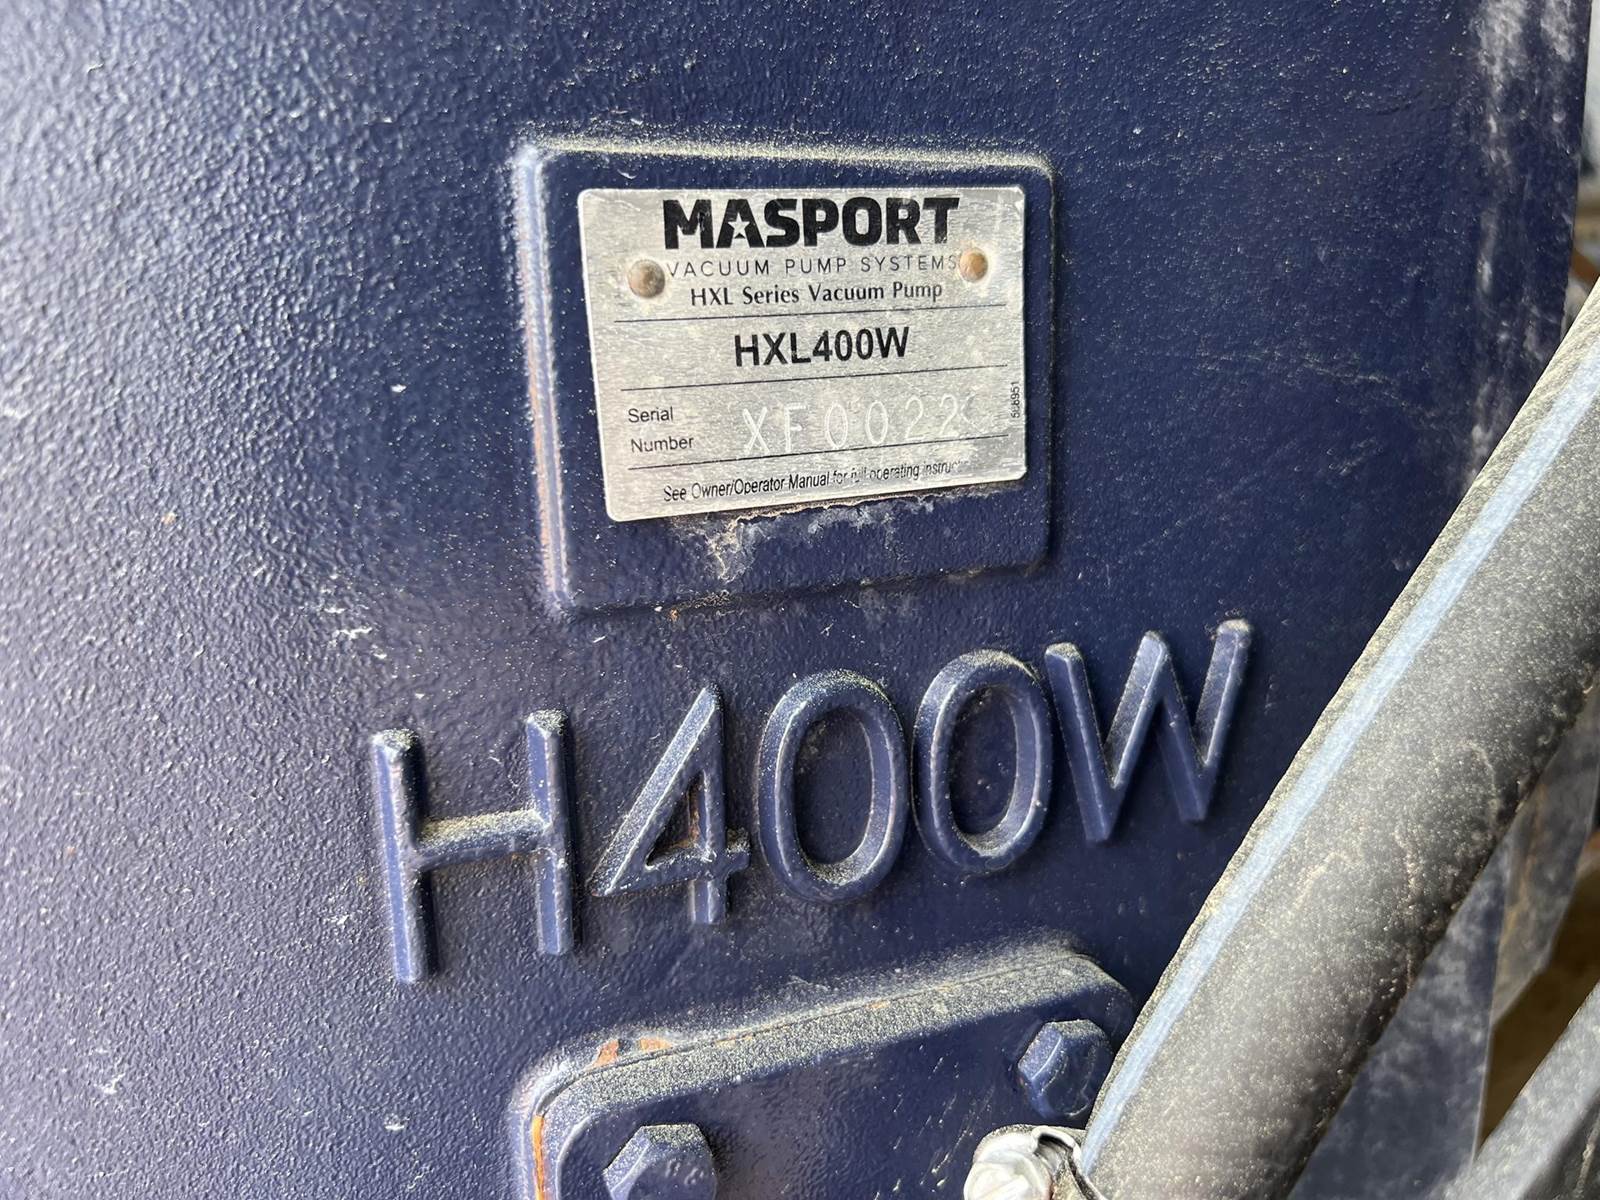 MASPORT
VACUUM PUMP SYSTEMS
HXL Series Vacuum Pump
HXL400W
Serial
Number
XF0022
See Owner/Operator Manual for full operating
H400W